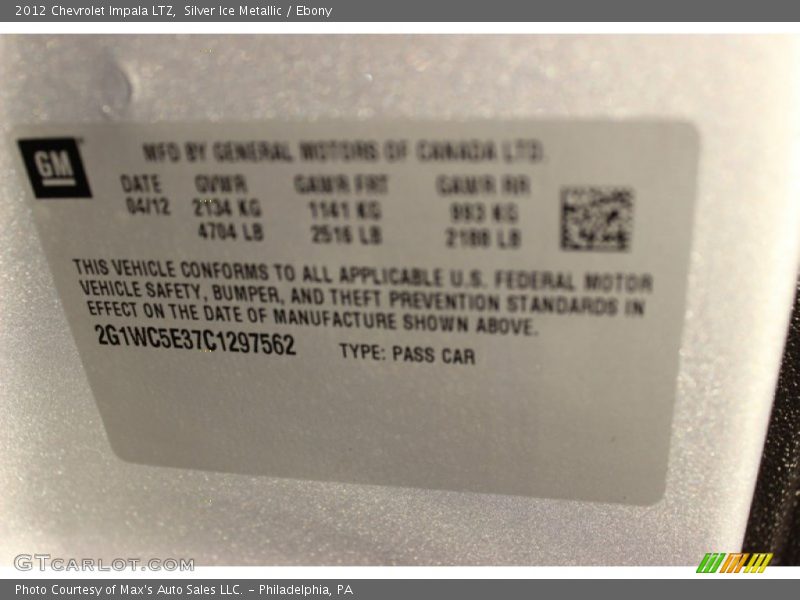 2012 Chevrolet Impala LTZ, Silver Ice Metallic / Ebony
GM
MFD BY GENERAL MOTORS OF CANADA LTD.
DATE GVWR GAWR FRT GAWR RR
04/12 2134 KG 1141 KG 993 KG
4704 LB 2516 LB 2188 LB
THIS VEHICLE CONFORMS TO ALL APPLICABLE U.S. FEDERAL MOTOR
VEHICLE SAFETY, BUMPER, AND THEFT PREVENTION STANDARDS IN
EFFECT ON THE DATE OF MANUFACTURE SHOWN ABOVE.
2G1WC5E37C1297562 TYPE: PASS CAR
GTcarlot.com
Photo Courtesy of Max's Auto Sales LLC. - Philadelphia, PA